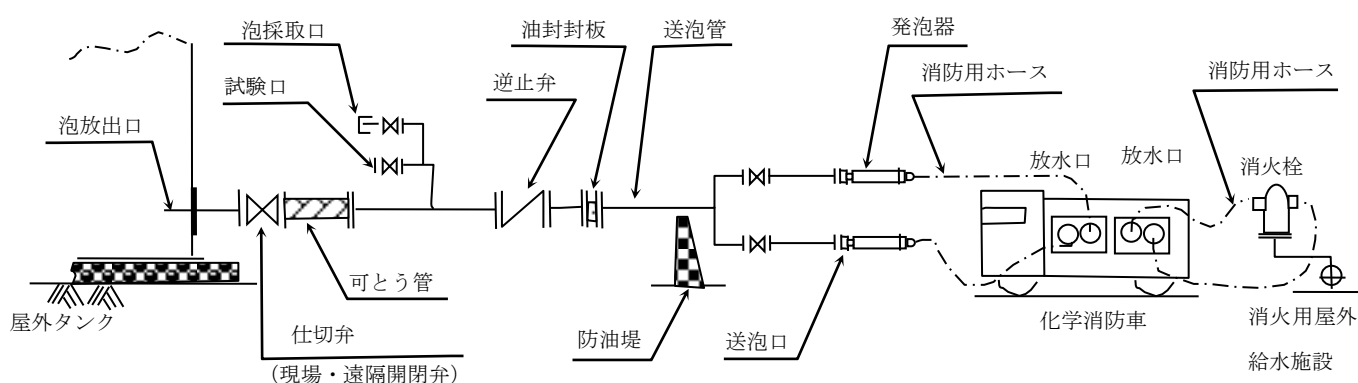 泡採取口
油封封板
送泡管
発泡器
消防用ホース
消防用ホース
試験口
逆止弁
泡放出口
放水口
放水口
消火栓
可とう管
屋外タンク
仕切弁
（現場・遠隔開閉弁）
防油堤
送泡口
化学消防車
消火用屋外
給水施設